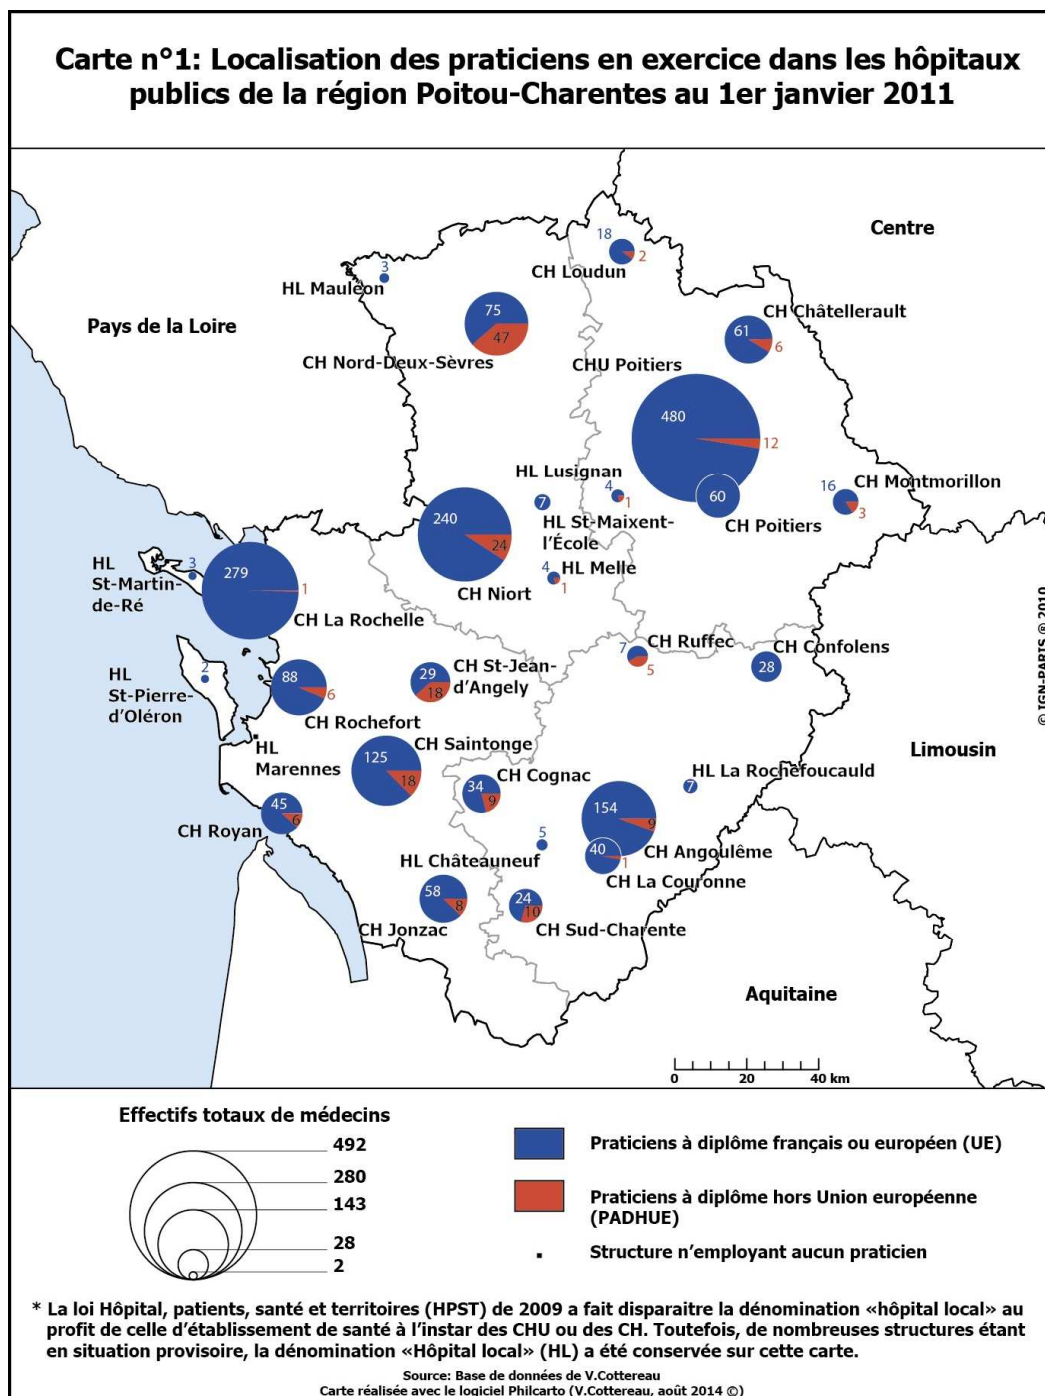 Carte n°1: Localisation des praticiens en exercice dans les hôpitaux
publics de la région Poitou-Charentes au 1er janvier 2011
Centre
18
2
CH Loudun
3
HL Mauléon
Pays de la Loire
75
47
CH Nord-Deux-Sèvres
CH Châtellerault
61
6
CHU Poitiers
480
12
60
CH Poitiers
16
CH Montmorillon
3
HL Lusignan
4
1
7
HL St-Maixent-
l'École
240
24
CH Niort
4
HL Melle
1
HL
St-Martin-
de-Ré
3
279
1
CH La Rochelle
7
CH Ruffec
5
CH Confolens
28
HL
St-Pierre-
d'Oléron
2
88
6
CH Rochefort
29
18
CH St-Jean-
d'Angely
HL
Marennes
CH Saintonge
125
18
CH Cognac
34
9
HL La Rochefoucauld
7
Limousin
45
6
CH Royan
154
9
CH Angoulême
40
1
CH La Couronne
5
HL Châteauneuf
58
8
CH Jonzac
24
10
CH Sud-Charente
Aquitaine
0 20 40 km
© IGN-PARIS ® 2010
Effectifs totaux de médecins
492
280
143
28
2
Praticiens à diplôme français ou européen (UE)
Praticiens à diplôme hors Union européenne
(PADHUE)
Structure n'employant aucun praticien
* La loi Hôpital, patients, santé et territoires (HPST) de 2009 a fait disparaitre la dénomination «hôpital local» au
profit de celle d'établissement de santé à l'instar des CHU ou des CH. Toutefois, de nombreuses structures étant
en situation provisoire, la dénomination «Hôpital local» (HL) a été conservée sur cette carte.
Source: Base de données de V.Cottereau
Carte réalisée avec le logiciel Philcarto (V.Cottereau, août 2014 ©)